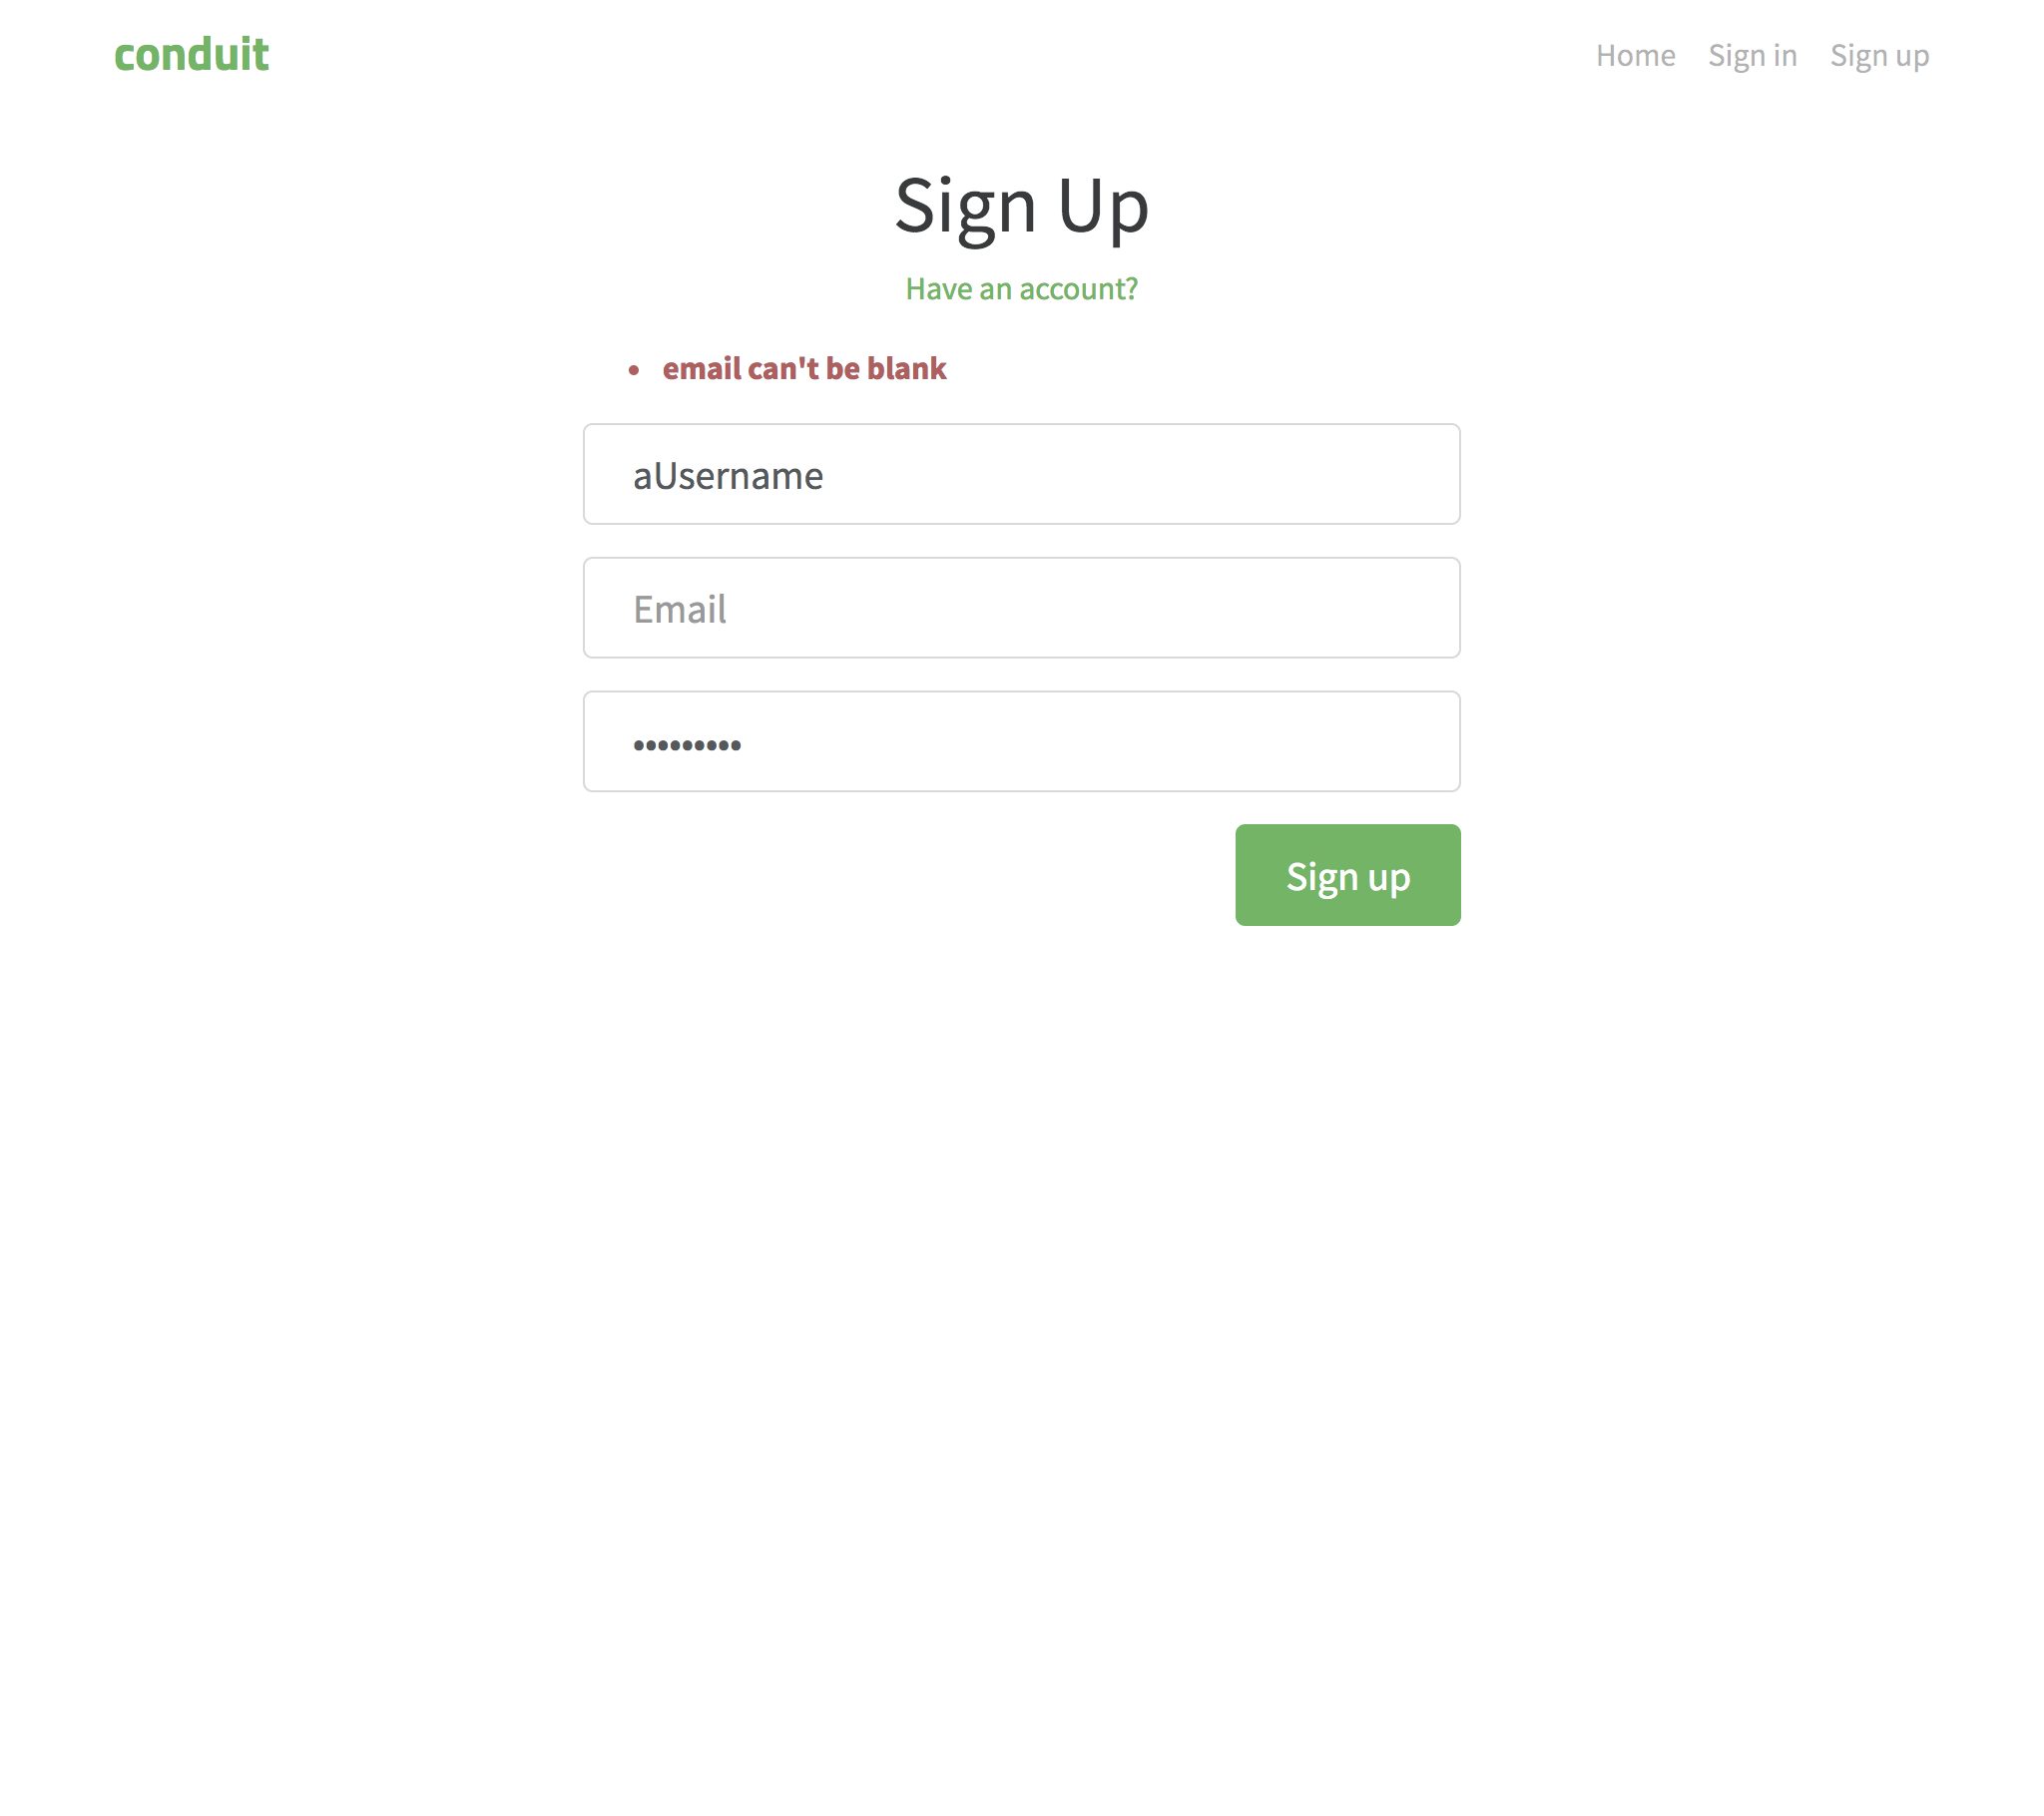 conduit
Home Sign in Sign up
Sign Up
Have an account?
• email can't be blank
aUsername
Email
•••••••••
Sign up